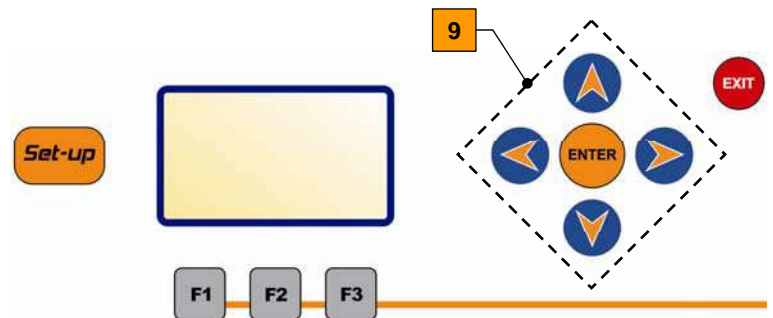 9
EXIT
Set-up
ENTER
F1 F2 F3